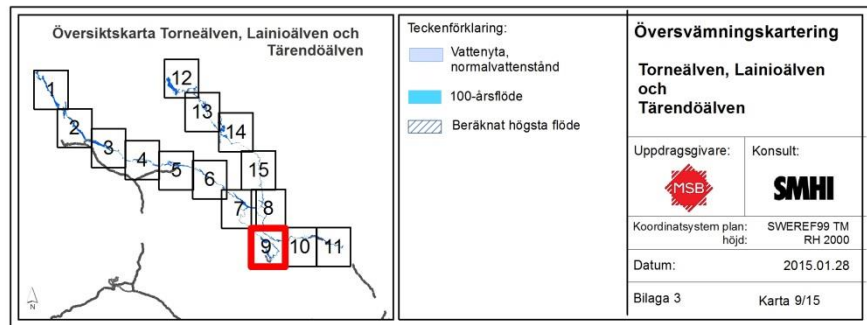 Översiktskarta Torneälven, Lainioälven och
Tärendöälven
1
2
3
4
5
6
7
8
9
10
11
12
13
14
15
N
Teckenförklaring:
Vattenyta,
normalvattenstånd
100-årsflöde
Beräknat högsta flöde
Översvämningskartering
Torneälven, Lainioälven
och
Tärendöälven
Uppdragsgivare:
MSB
Konsult:
SMHI
Koordinatsystem plan: SWEREF99 TM
höjd: RH 2000
Datum: 2015.01.28
Bilaga 3 Karta 9/15